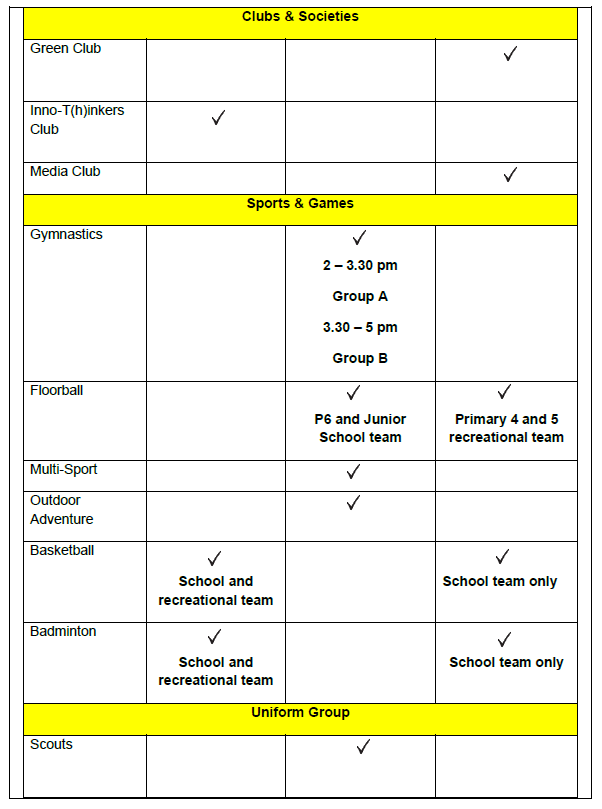 Clubs & Societies
Green Club
✓
Inno-T(h)inkers
Club
✓
Media Club
✓
Sports & Games
Gymnastics
✓
2 – 3.30 pm
Group A
3.30 – 5 pm
Group B
Floorball
✓
P6 and Junior
School team
✓
Primary 4 and 5
recreational team
Multi-Sport
✓
Outdoor
Adventure
✓
Basketball
✓
School and
recreational team
✓
School team only
Badminton
✓
School and
recreational team
✓
School team only
Uniform Group
Scouts
✓